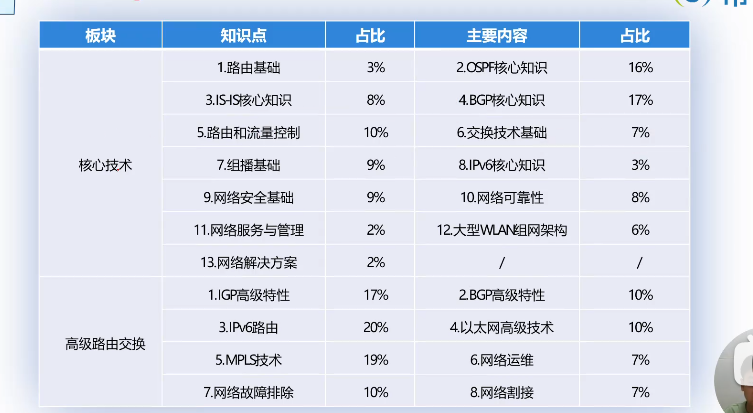 板块 知识点 占比 主要内容 占比
核心技术 1.路由基础 3% 2.OSPF核心知识 16%
3.IS-IS核心知识 8% 4.BGP核心知识 17%
5.路由和流量控制 10% 6.交换技术基础 7%
7.组播基础 9% 8.IPv6核心知识 3%
9.网络安全基础 9% 10.网络可靠性 8%
11.网络服务与管理 2% 12.大型WLAN组网架构 6%
13.网络解决方案 2% / /
高级路由交换 1.IGP高级特性 17% 2.BGP高级特性 10%
3.IPv6路由 20% 4.以太网高级技术 10%
5.MPLS技术 19% 6.网络运维 7%
7.网络故障排除 10% 8.网络割接 7%